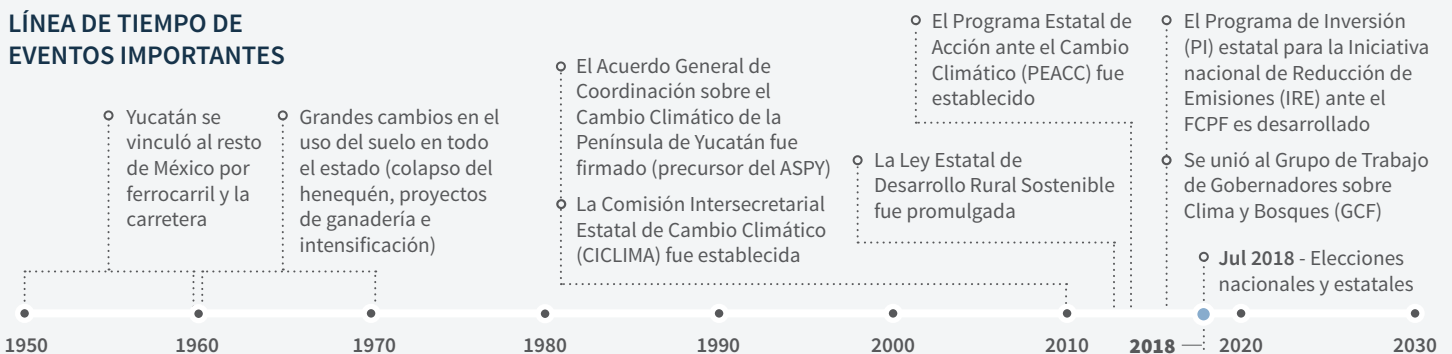 LÍNEA DE TIEMPO DE
EVENTOS IMPORTANTES
Yucatán se
vinculó al resto
de México por
ferrocarril y la
carretera
Grandes cambios en el
uso del suelo en todo
el estado (colapso del
henequén, proyectos
de ganadería e
intensificación)
El Acuerdo General de
Coordinación sobre el
Cambio Climático de la
Península de Yucatán fue
firmado (precursor del ASPY)
La Comisión Intersecretarial
Estatal de Cambio Climático
(CICLIMA) fue establecida
La Ley Estatal de
Desarrollo Rural Sostenible
fue promulgada
El Programa Estatal de
Acción ante el Cambio
Climático (PEACC) fue
establecido
El Programa de Inversión
(PI) estatal para la Iniciativa
nacional de Reducción de
Emisiones (IRE) ante el
FCPF es desarrollado
Se unió al Grupo de Trabajo
de Gobernadores sobre
Clima y Bosques (GCF)
Jul 2018 - Elecciones
nacionales y estatales
1950 1960 1970 1980 1990 2000 2010 2018 2020 2030